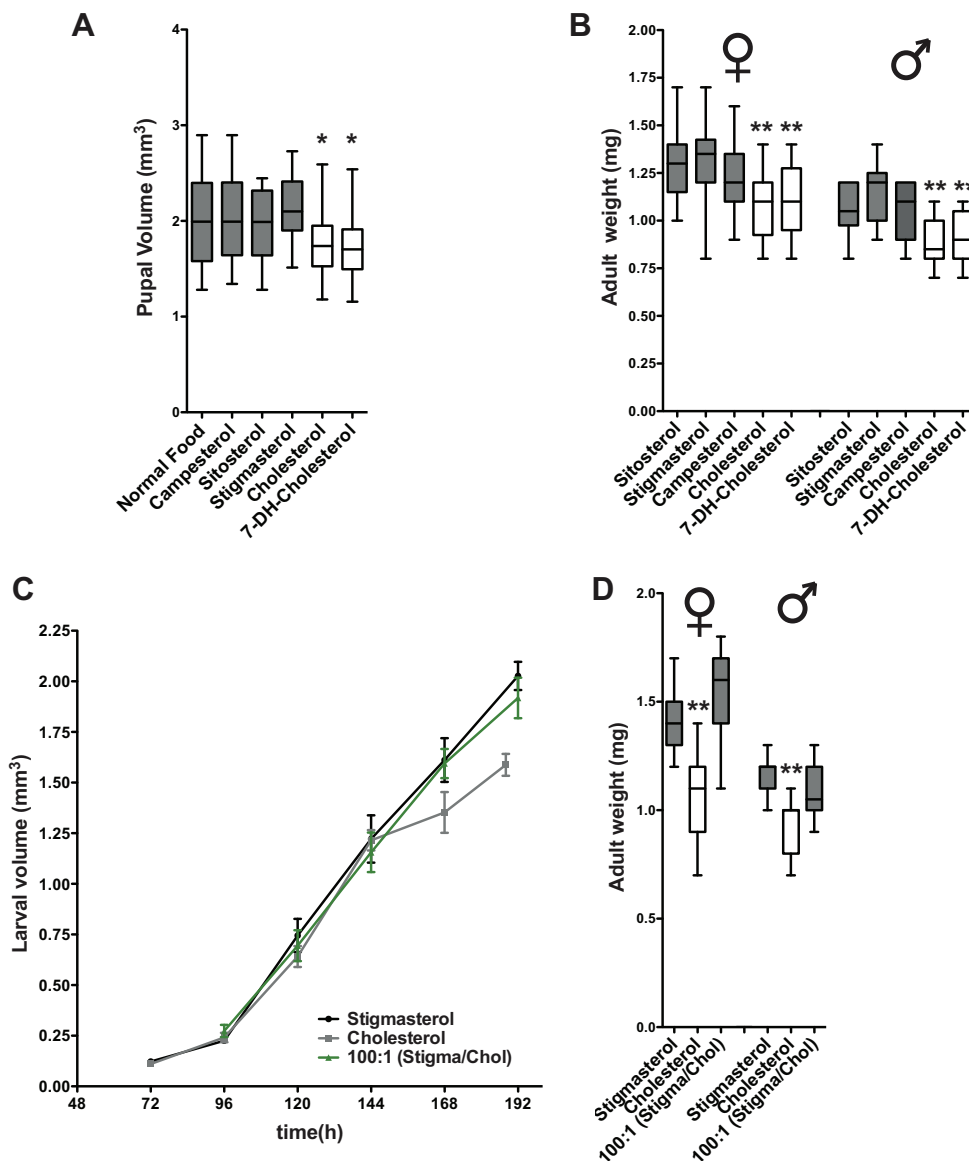 A
Pupal Volume (mm3)
4
3
2
1
0
* *
Normal Food
Campesterol
Sitosterol
Stigmasterol
Cholesterol
7-DH-Cholesterol
B
♀ ♂
Adult weight (mg)
2.00
1.75
1.50
1.25
1.00
0.75
0.50
0.25
0.00
** **
** **
Sitosterol
Stigmasterol
Campesterol
Cholesterol
7-DH-Cholesterol
Sitosterol
Stigmasterol
Campesterol
Cholesterol
7-DH-Cholesterol
C
Larval volume (mm3)
2.25
2.00
1.75
1.50
1.25
1.00
0.75
0.50
0.25
0.00
48 72 96 120 144 168 192
time(h)
Stigmasterol
Cholesterol
100:1 (Stigma/Chol)
D
♀ ♂
Adult weight (mg)
2.0
1.5
1.0
0.5
0.0
**
**
Stigmasterol
Cholesterol
100:1 (Stigma/Chol)
Stigmasterol
Cholesterol
100:1 (Stigma/Chol)